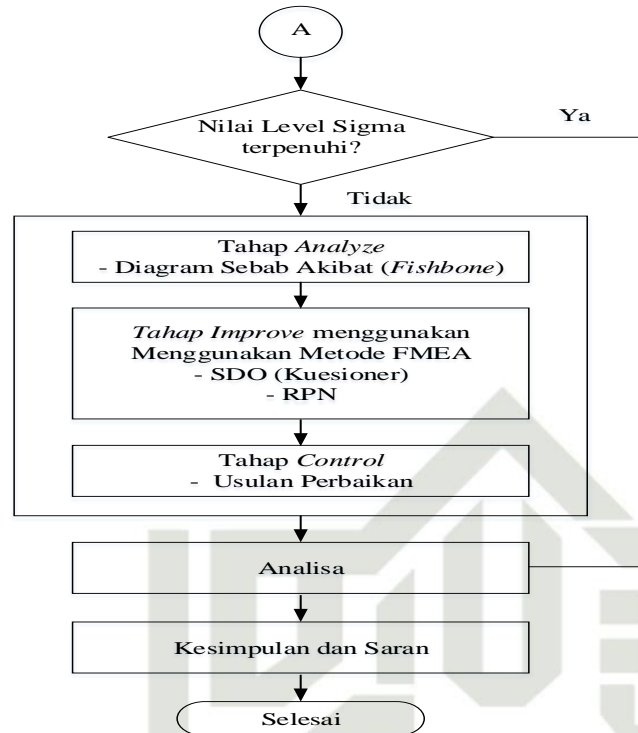 A
Nilai Level Sigma
terpenuhi?
Ya
Tidak
Tahap Analyze
- Diagram Sebab Akibat (Fishbone)
Tahap Improve menggunakan
Menggunakan Metode FMEA
- SDO (Kuesioner)
- RPN
Tahap Control
- Usulan Perbaikan
Analisa
Kesimpulan dan Saran
Selesai